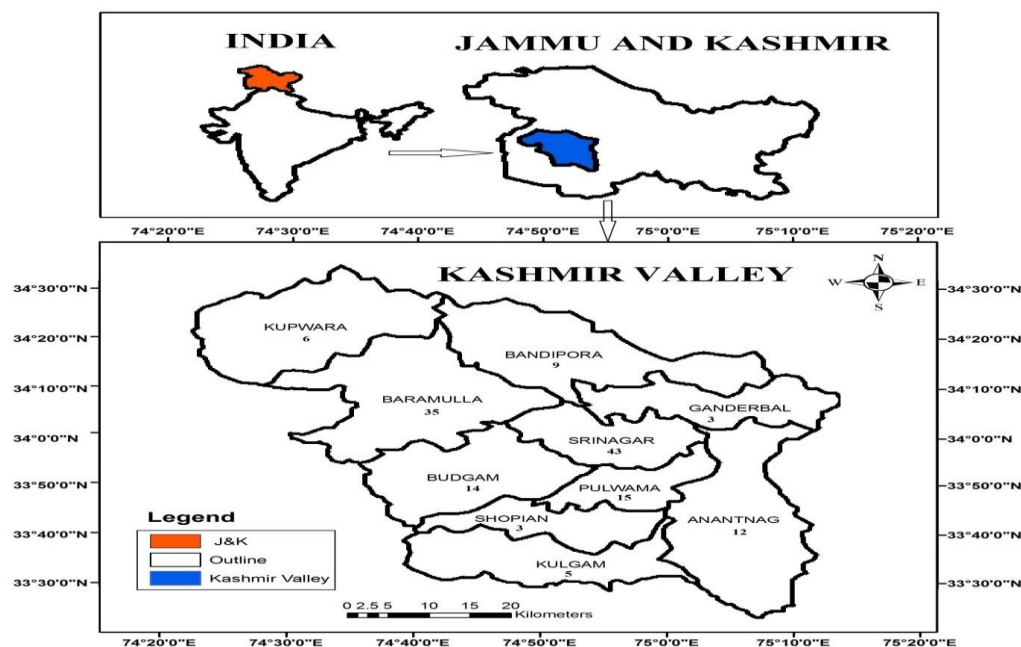 INDIA
JAMMU AND KASHMIR
74°20'0"E 74°30'0"E 74°40'0"E 74°50'0"E 75°0'0"E 75°10'0"E 75°20'0"E
KASHMIR VALLEY
N
W E
S
34°30'0"N
34°20'0"N
34°10'0"N
34°0'0"N
33°50'0"N
33°40'0"N
33°30'0"N
34°30'0"N
34°20'0"N
34°10'0"N
34°0'0"N
33°50'0"N
33°40'0"N
33°30'0"N
KUPWARA
6
BANDIPORA
9
BARAMULLA
35
GANDERBAL
3
SRINAGAR
43
BUDGAM
14
PULWAMA
15
SHOPIAN
3
ANANTNAG
12
KULGAM
5
Legend
J&K
Outline
Kashmir Valley
0 2.5 5 10 15 20
Kilometers
74°20'0"E 74°30'0"E 74°40'0"E 74°50'0"E 75°0'0"E 75°10'0"E 75°20'0"E